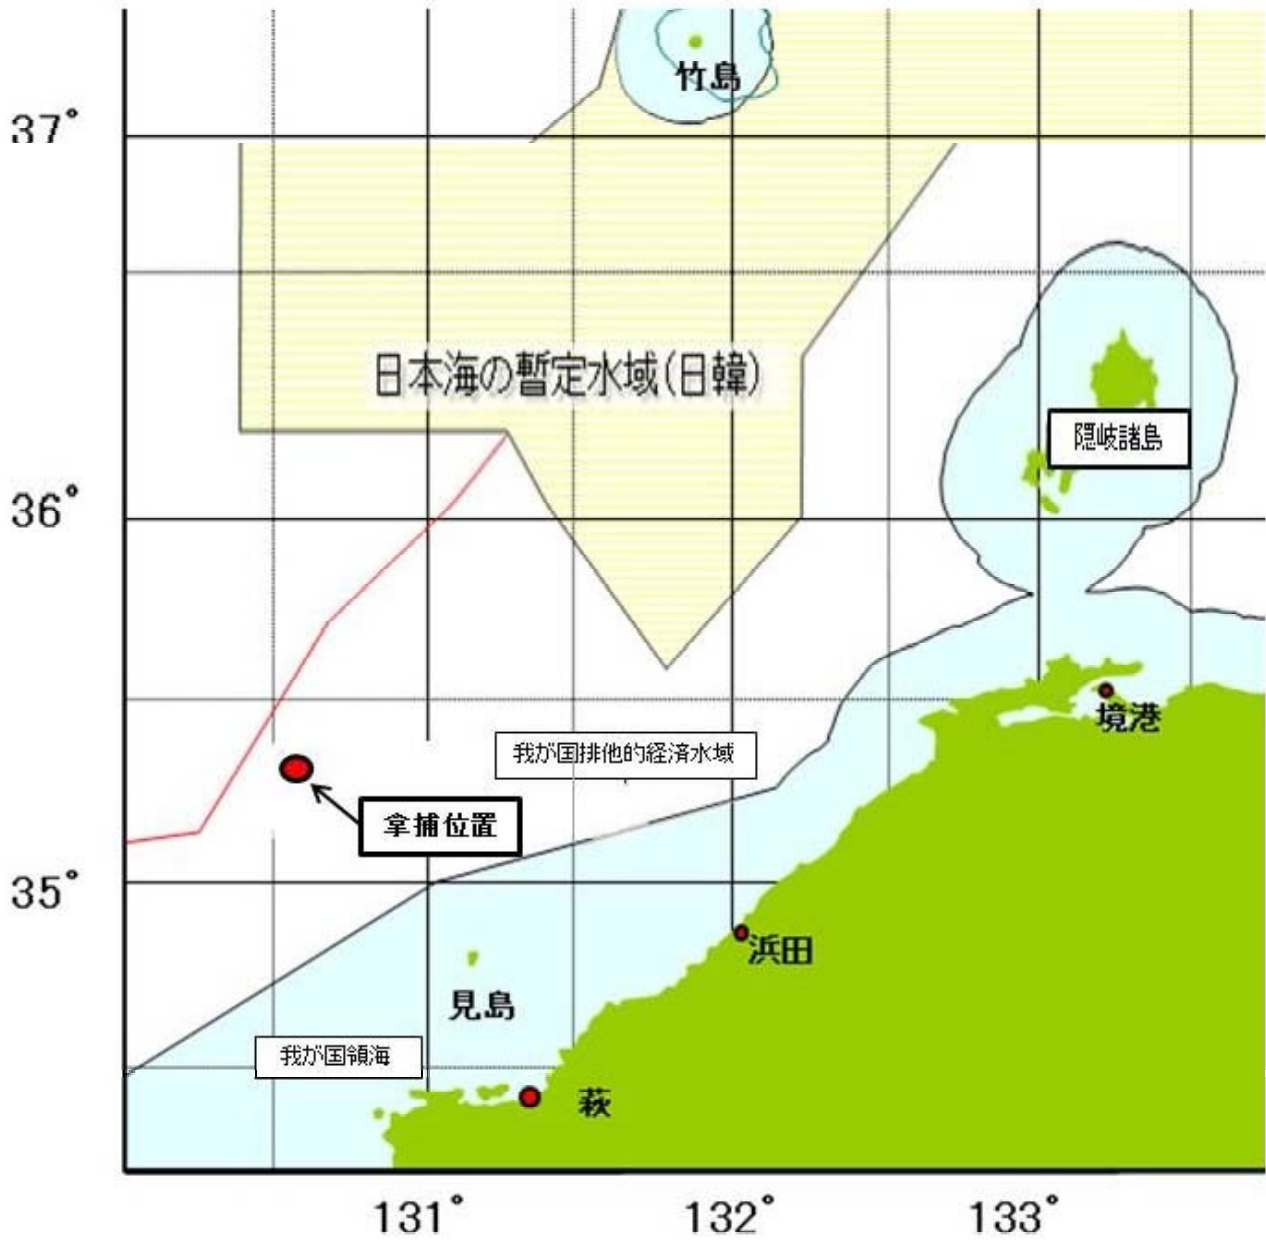 竹島
37°
日本海の暫定水域(日韓)
隠岐諸島
36°
境港
我が国排他的経済水域
拿捕位置
35°
浜田
見島
我が国領海
萩
131°
132°
133°